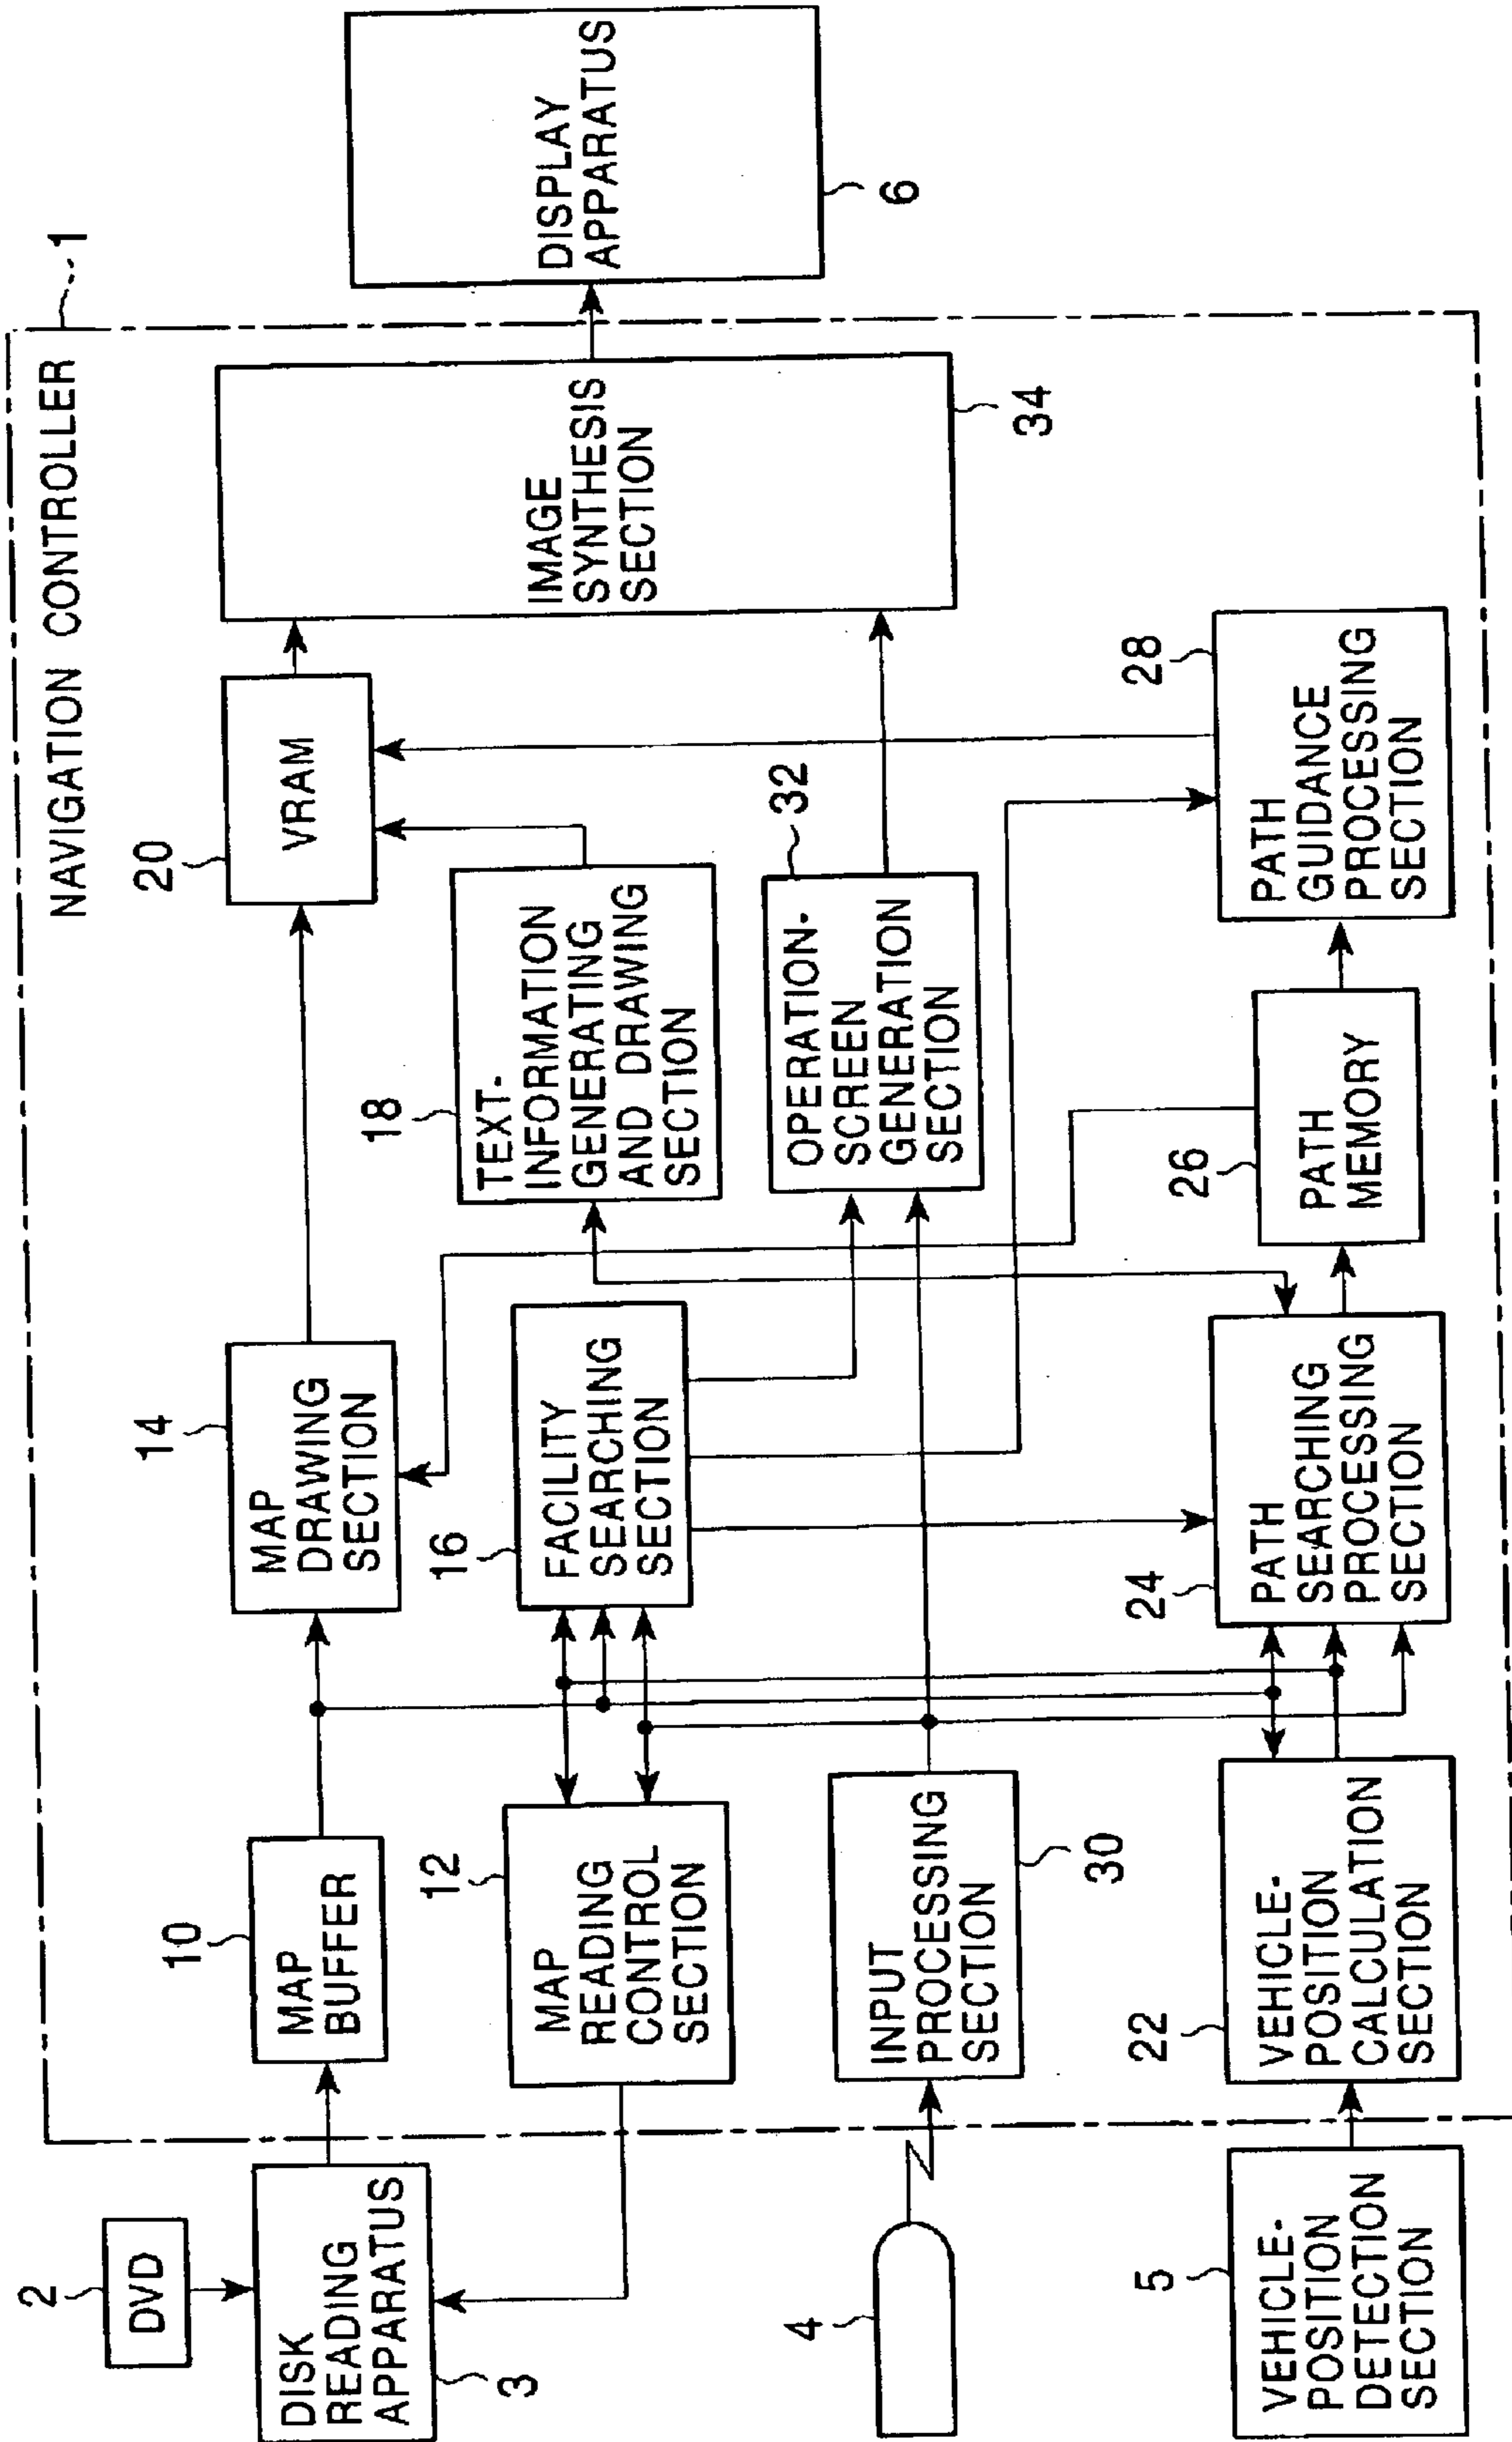 NAVIGATION CONTROLLER
1
2
DVD
DISK
READING
APPARATUS
3
10
MAP
BUFFER
14
MAP
DRAWING
SECTION
20
VRAM
IMAGE
SYNTHESIS
SECTION
34
DISPLAY
APPARATUS
6
12
MAP
READING
CONTROL
SECTION
16
FACILITY
SEARCHING
SECTION
18
TEXT-
INFORMATION
GENERATING
AND DRAWING
SECTION
4
INPUT
PROCESSING
SECTION
30
32
OPERATION-
SCREEN
GENERATION
SECTION
5
VEHICLE-
POSITION
DETECTION
SECTION
22
VEHICLE-
POSITION
CALCULATION
SECTION
24
PATH
SEARCHING
PROCESSING
SECTION
26
PATH
MEMORY
28
PATH
GUIDANCE
PROCESSING
SECTION